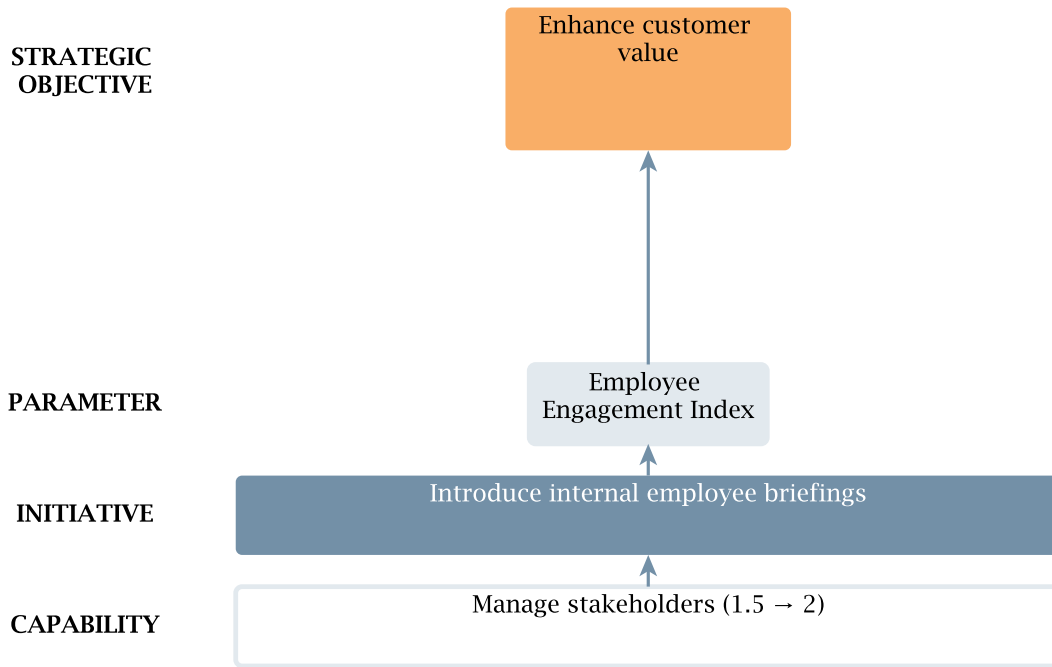 STRATEGIC
OBJECTIVE
Enhance customer
value
PARAMETER
Employee
Engagement Index
INITIATIVE
Introduce internal employee briefings
CAPABILITY
Manage stakeholders (1.5 → 2)